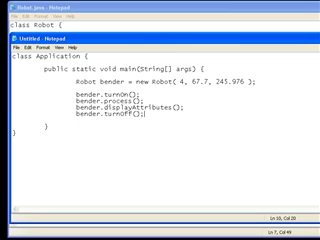 Robot.java - Notepad
File Edit Format View Help
class Robot {
Untitled - Notepad
File Edit Format View Help
class Application {
public static void main(String[] args) {
Robot bender = new Robot( 4, 67.7, 245.976 );
bender.turnOn();
bender.process();
bender.displayAttributes();
bender.turnOff();
}
}
Ln 10, Col 20
Ln 7, Col 49